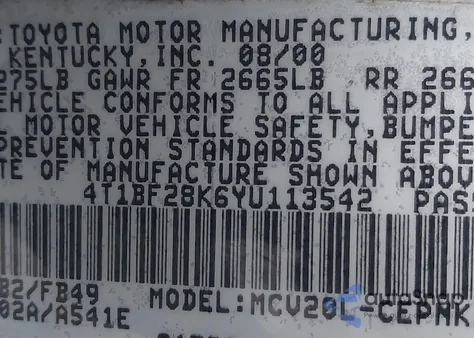 :TOYOTA MOTOR MANUFACTURING,
KENTUCKY,INC. 08/00
275LB GAWR FR 2665LB RR 266
EHICLE CONFORMS TO ALL APPLI
L MOTOR VEHICLE SAFETY,BUMPE
PREVENTION STANDARDS IN EFFE
TE OF MANUFACTURE SHOWN ABOV
4T1BF28K6YU113542 PAS
B2/FB49 MODEL:MCV20L-CEPNK
02A/A541E